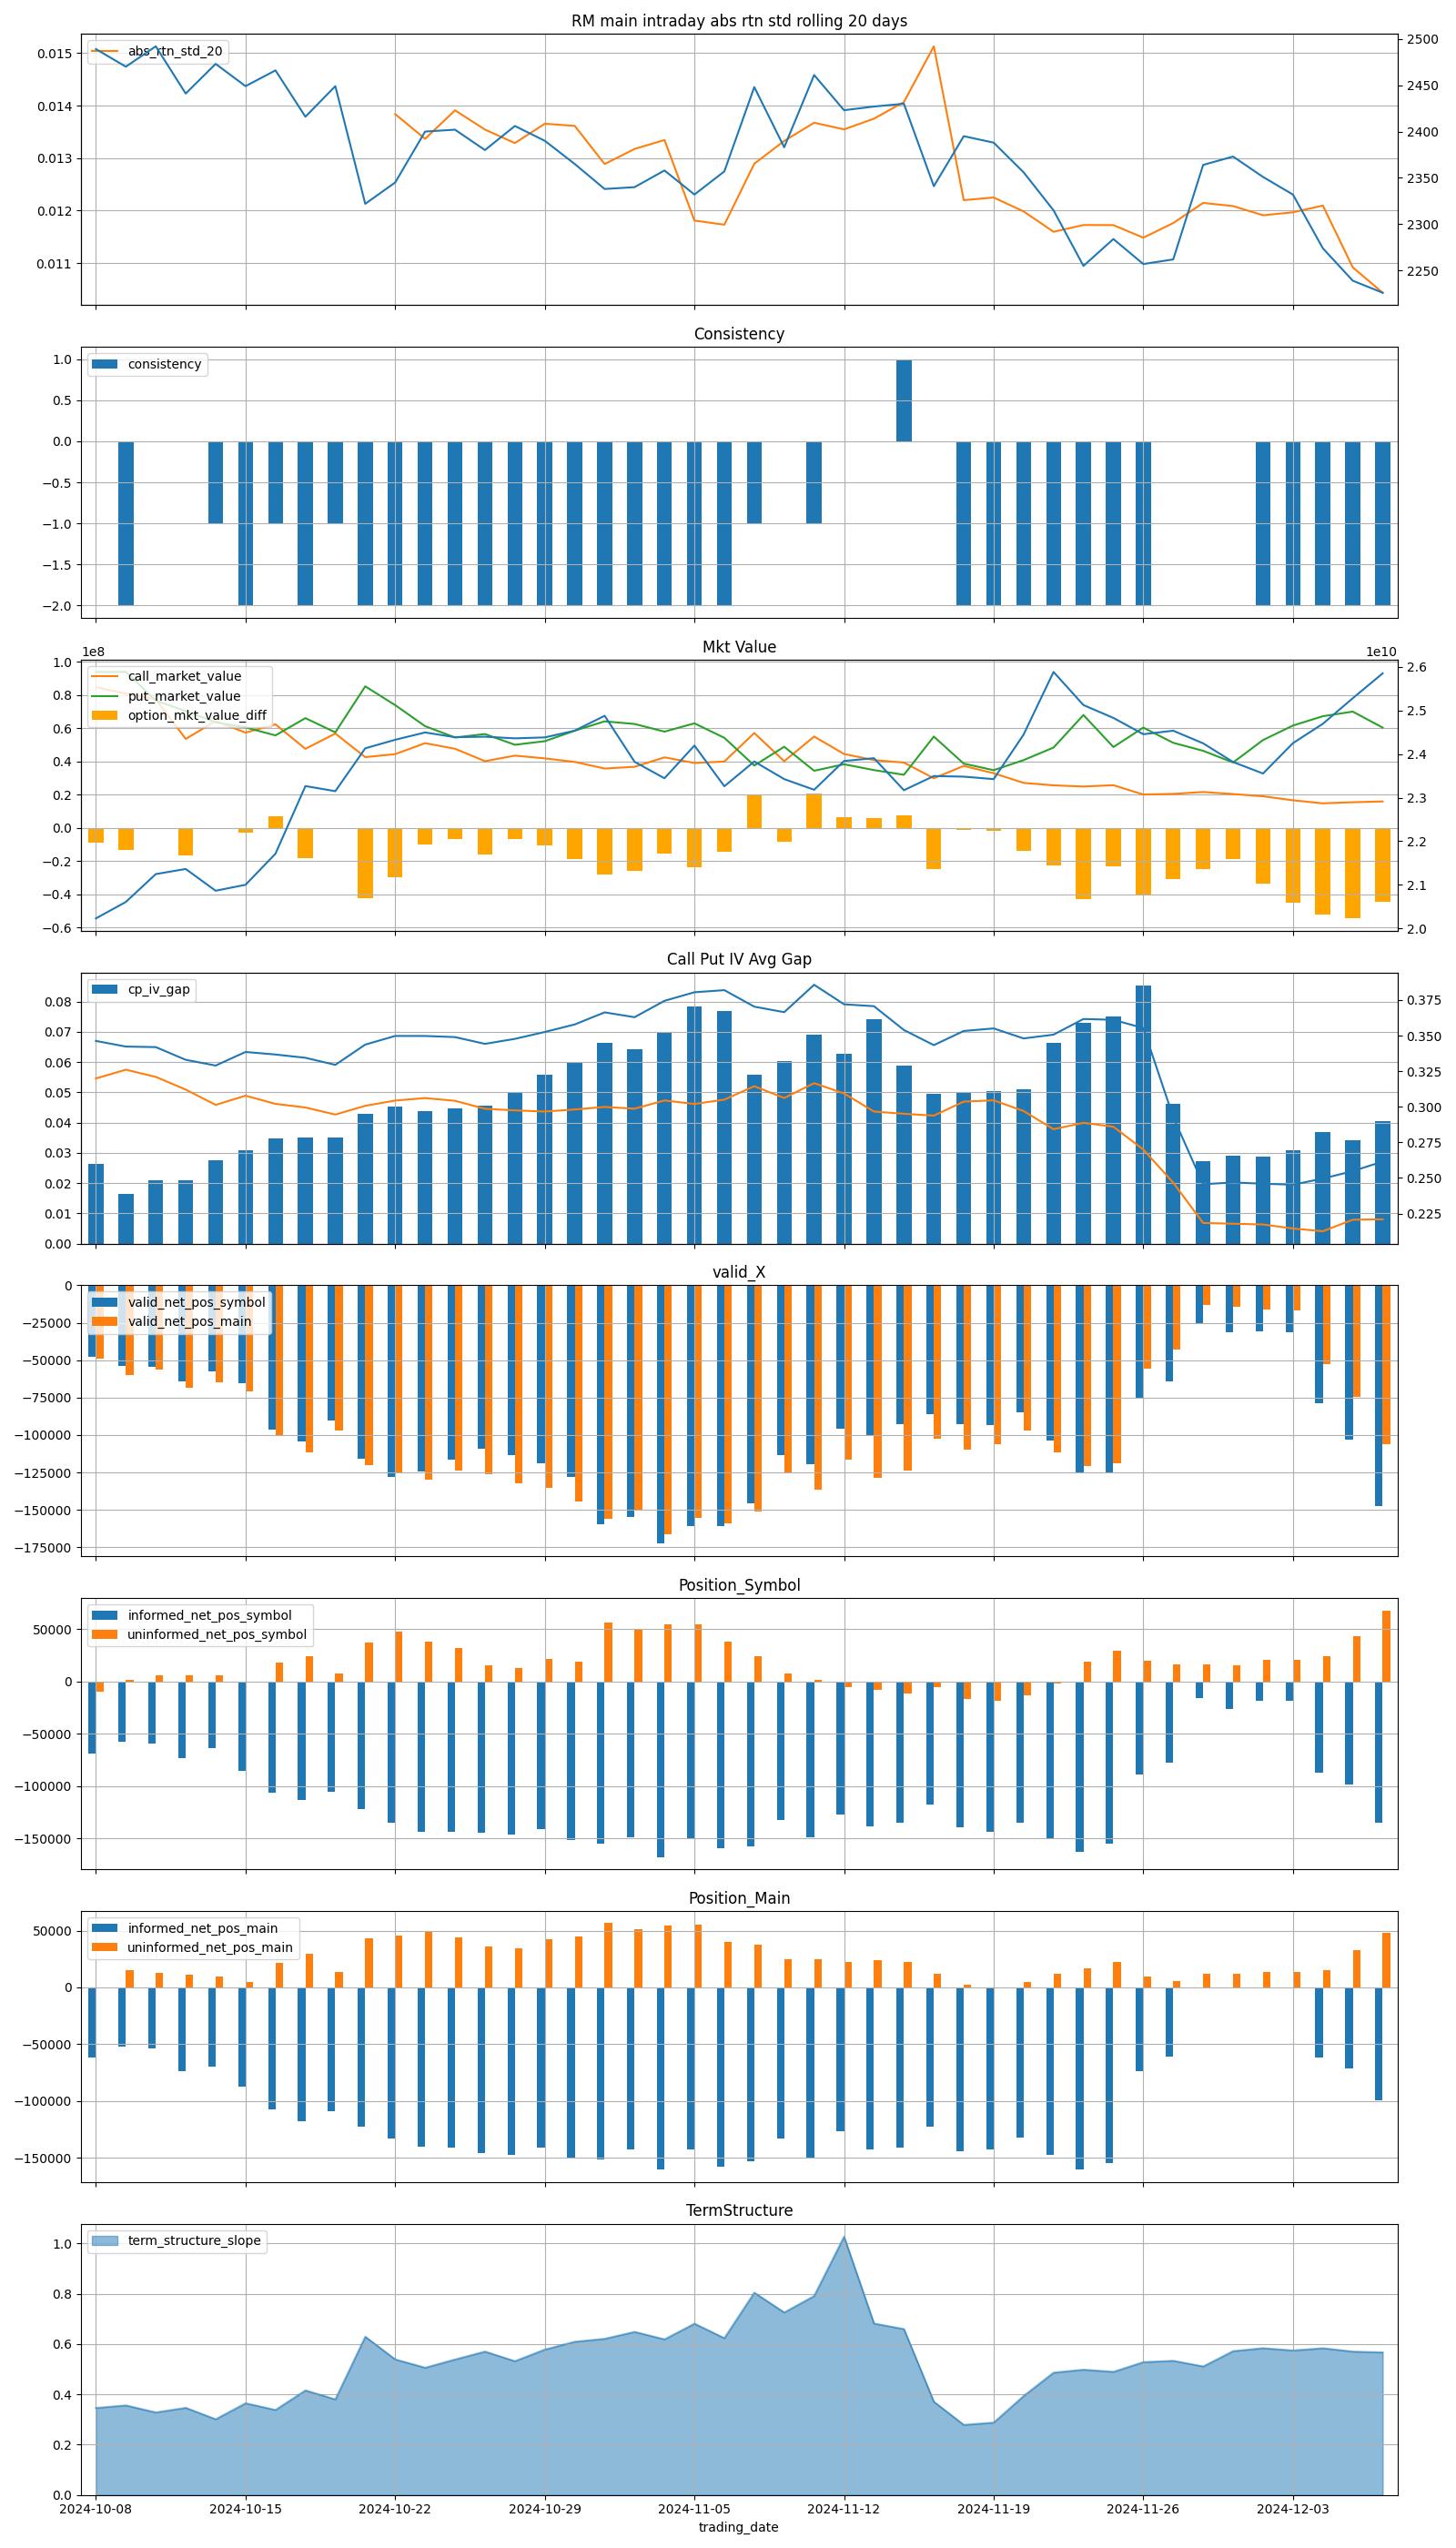 RM main intraday abs rtn std rolling 20 days
abs_rtn_std_20
0.015
0.014
0.013
0.012
0.011
2500
2450
2400
2350
2300
2250
Consistency
consistency
1.0
0.5
0.0
−0.5
−1.0
−1.5
−2.0
Mkt Value
1e8
1e10
call_market_value
put_market_value
option_mkt_value_diff
1.0
0.8
0.6
0.4
0.2
0.0
−0.2
−0.4
−0.6
2.6
2.5
2.4
2.3
2.2
2.1
2.0
Call Put IV Avg Gap
cp_iv_gap
0.08
0.07
0.06
0.05
0.04
0.03
0.02
0.01
0.00
0.375
0.350
0.325
0.300
0.275
0.250
0.225
valid_X
valid_net_pos_symbol
valid_net_pos_main
0
−25000
−50000
−75000
−100000
−125000
−150000
−175000
Position_Symbol
informed_net_pos_symbol
uninformed_net_pos_symbol
50000
0
−50000
−100000
−150000
Position_Main
informed_net_pos_main
uninformed_net_pos_main
50000
0
−50000
−100000
−150000
TermStructure
term_structure_slope
1.0
0.8
0.6
0.4
0.2
0.0
2024-10-08 2024-10-15 2024-10-22 2024-10-29 2024-11-05 2024-11-12 2024-11-19 2024-11-26 2024-12-03
trading_date